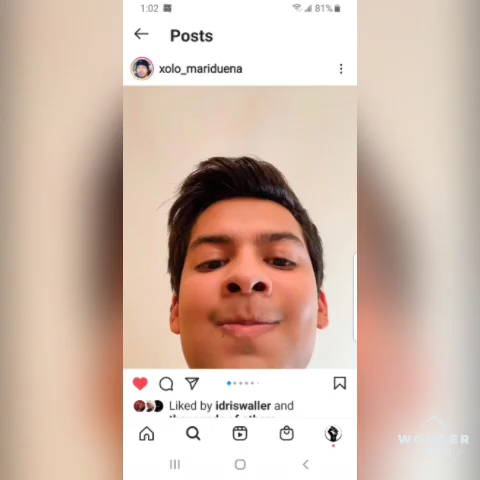 1:02
81%
Posts
xolo_mariduena
Liked by idriswaller and
WONDER